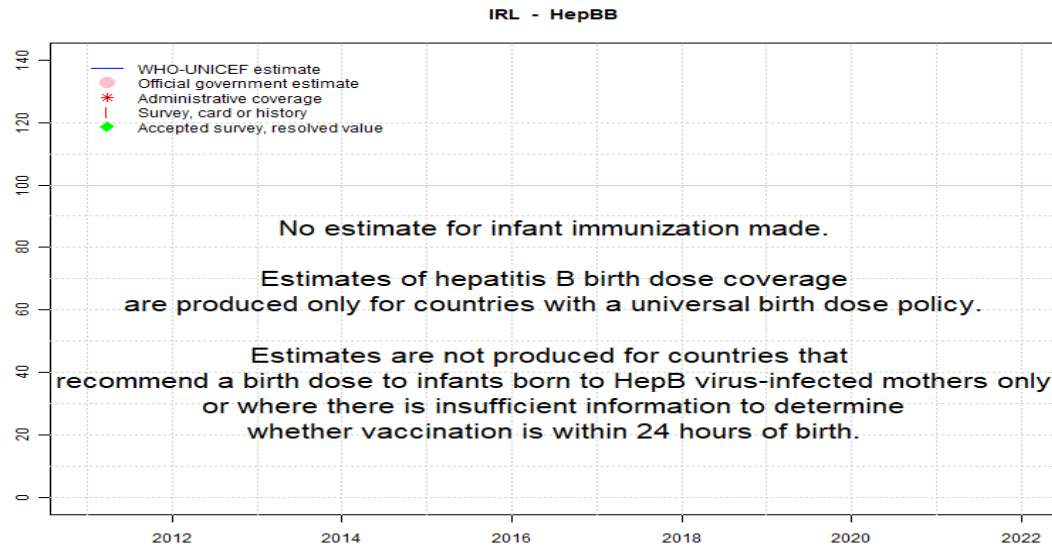 IRL - HepBB
WHO-UNICEF estimate
Official government estimate
Administrative coverage
Survey, card or history
Accepted survey, resolved value
140
120
100
80
60
40
20
0
No estimate for infant immunization made.
Estimates of hepatitis B birth dose coverage
are produced only for countries with a universal birth dose policy.
Estimates are not produced for countries that
recommend a birth dose to infants born to HepB virus-infected mothers only
or where there is insufficient information to determine
whether vaccination is within 24 hours of birth.
2012 2014 2016 2018 2020 2022